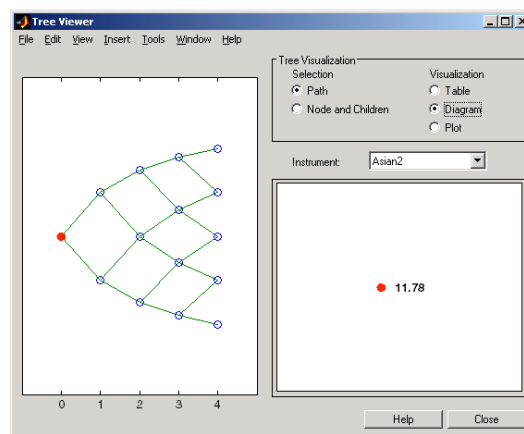 Tree Viewer
File Edit View Insert Tools Window Help
Tree Visualization
Selection
Visualization
Path
Table
Node and Children
Diagram
Plot
Instrument:
Asian2
11.78
0 1 2 3 4
Help
Close